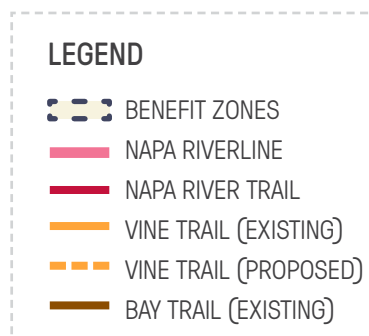 LEGEND
BENEFIT ZONES
NAPA RIVERLINE
NAPA RIVER TRAIL
VINE TRAIL (EXISTING)
VINE TRAIL (PROPOSED)
BAY TRAIL (EXISTING)